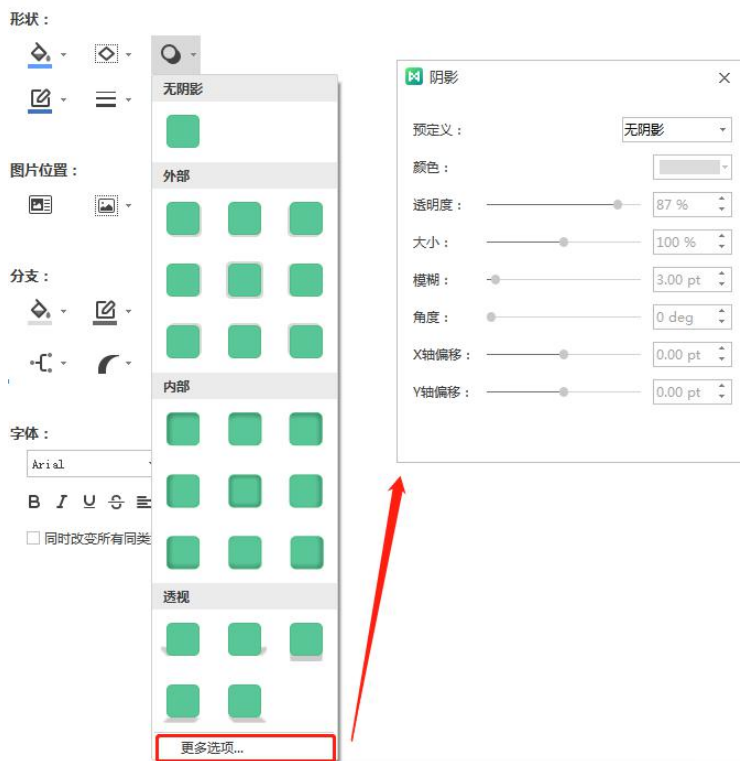 形状：
无阴影
外部
内部
透视
更多选项...
图片位置：
分支：
字体：
Arial
B I U S
同时改变所有同类
阴影
预定义：
无阴影
颜色：
透明度：
87 %
大小：
100 %
模糊：
3.00 pt
角度：
0 deg
X轴偏移：
0.00 pt
Y轴偏移：
0.00 pt